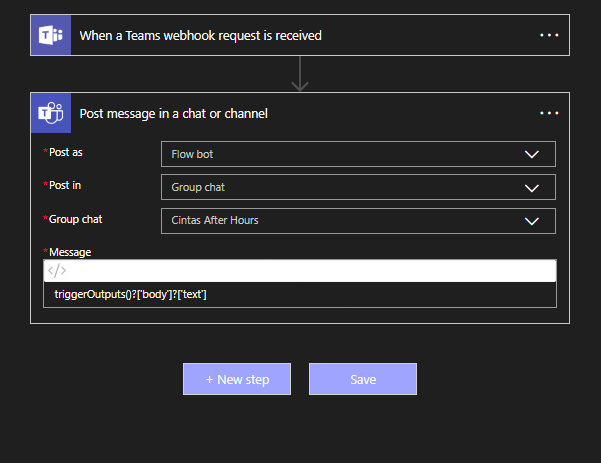 When a Teams webhook request is received
Post message in a chat or channel
*Post as
Flow bot
*Post in
Group chat
*Group chat
Cintas After Hours
*Message
</>
triggerOutputs()?['body']?['text']
+ New step
Save